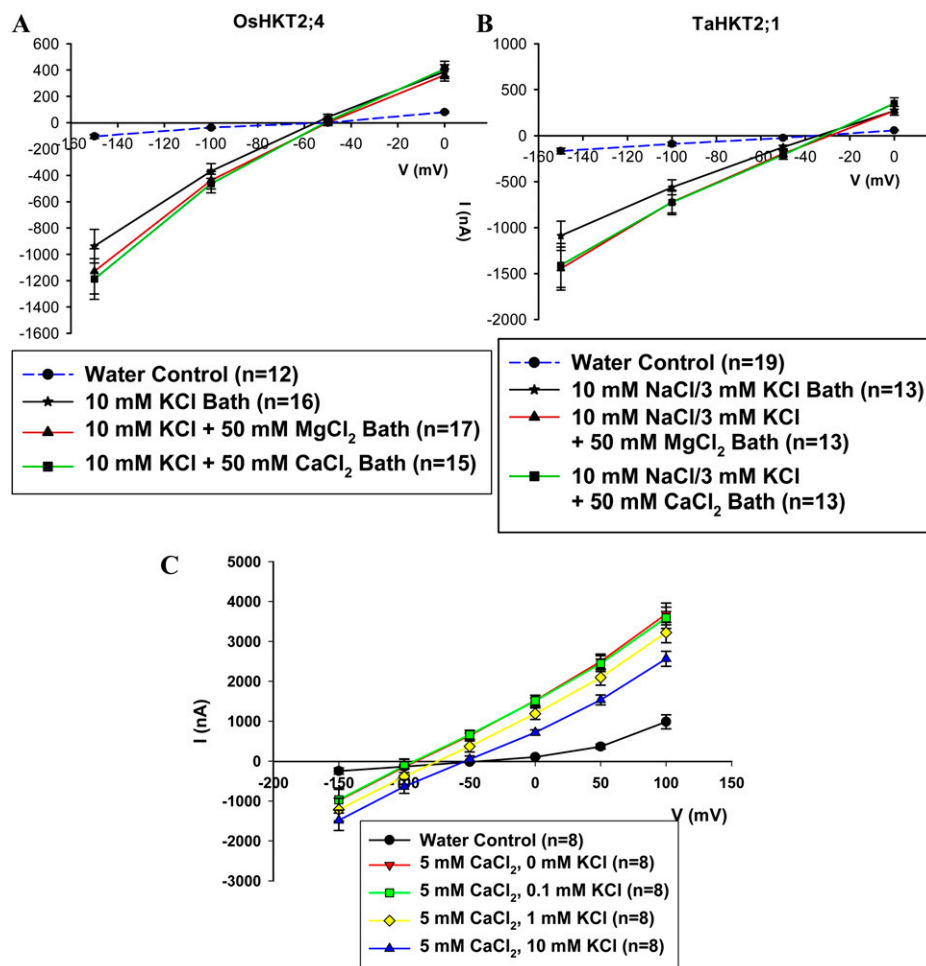 A
OsHKT2;4
600
400
200
0
-160 -140 -120 -100 -80 -60 -40 -20 0
-200
V (mV)
-400
-600
-800
-1000
-1200
-1400
-1600
Water Control (n=12)
10 mM KCl Bath (n=16)
10 mM KCl + 50 mM MgCl₂ Bath (n=17)
10 mM KCl + 50 mM CaCl₂ Bath (n=15)
B
TaHKT2;1
1000
500
0
-160 -140 -120 -100 -80 -60 -40 -20 0
V (mV)
-500
I (nA)
-1000
-1500
-2000
Water Control (n=19)
10 mM NaCl/3 mM KCl Bath (n=13)
10 mM NaCl/3 mM KCl
+ 50 mM MgCl₂ Bath (n=13)
10 mM NaCl/3 mM KCl
+ 50 mM CaCl₂ Bath (n=13)
C
5000
4000
3000
2000
1000
0
-200 -150 -100 -50 0 50 100 150
-1000
V (mV)
-2000
-3000
I (nA)
Water Control (n=8)
5 mM CaCl₂, 0 mM KCl (n=8)
5 mM CaCl₂, 0.1 mM KCl (n=8)
5 mM CaCl₂, 1 mM KCl (n=8)
5 mM CaCl₂, 10 mM KCl (n=8)